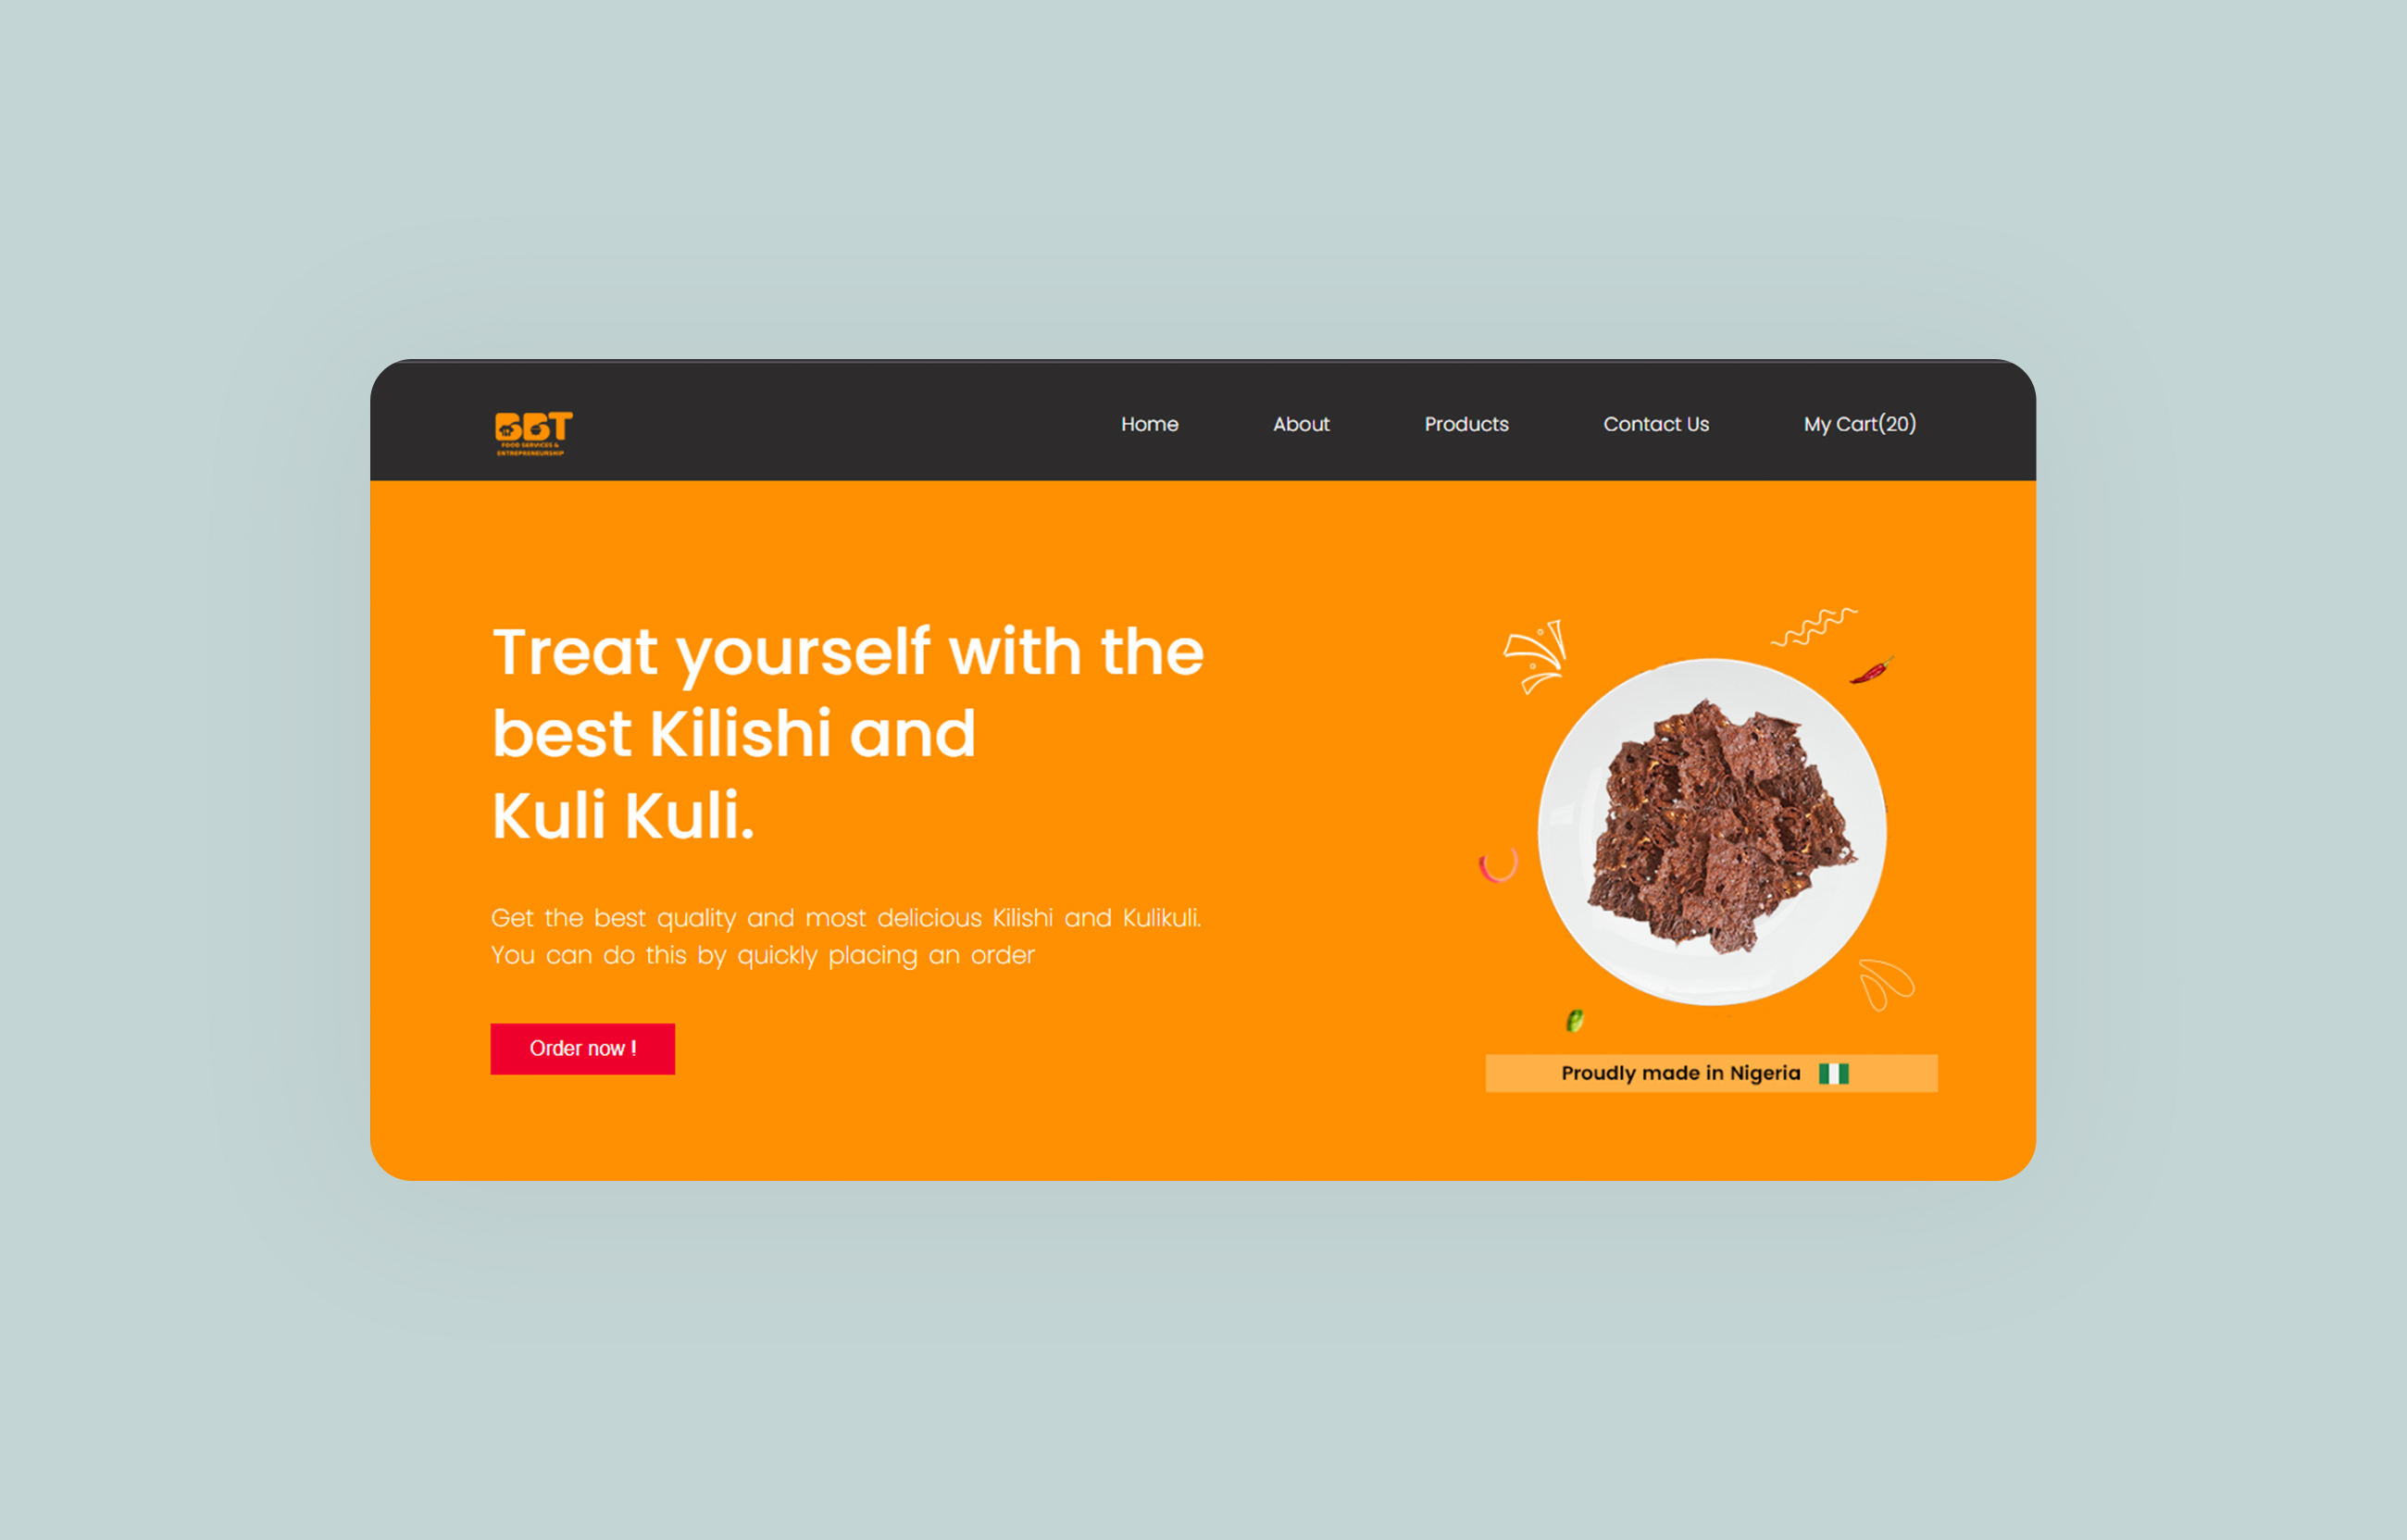 BBT
FOOD SERVICES &
ENTREPRENEURSHIP
Home
About
Products
Contact Us
My Cart(20)
Treat yourself with the
best Kilishi and
Kuli Kuli.
Get the best quality and most delicious Kilishi and Kulikuli.
You can do this by quickly placing an order
Order now !
Proudly made in Nigeria